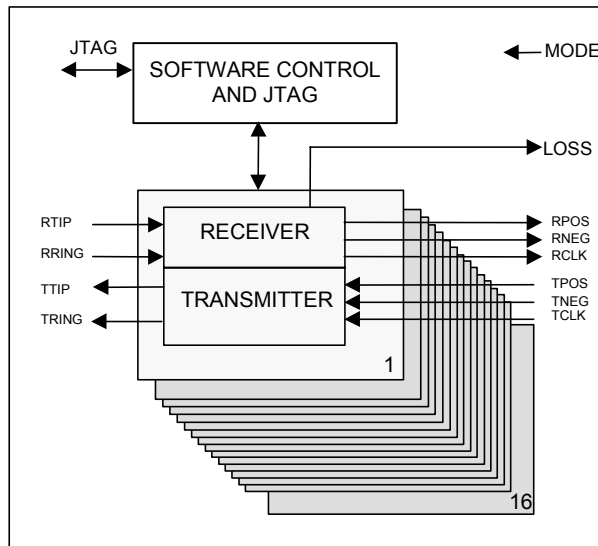 JTAG
MODE
SOFTWARE CONTROL
AND JTAG
LOSS
RTIP
RECEIVER
RPOS
RNEG
RRING
RCLK
TTIP
TRANSMITTER
TPOS
TNEG
TRING
TCLK
1
16